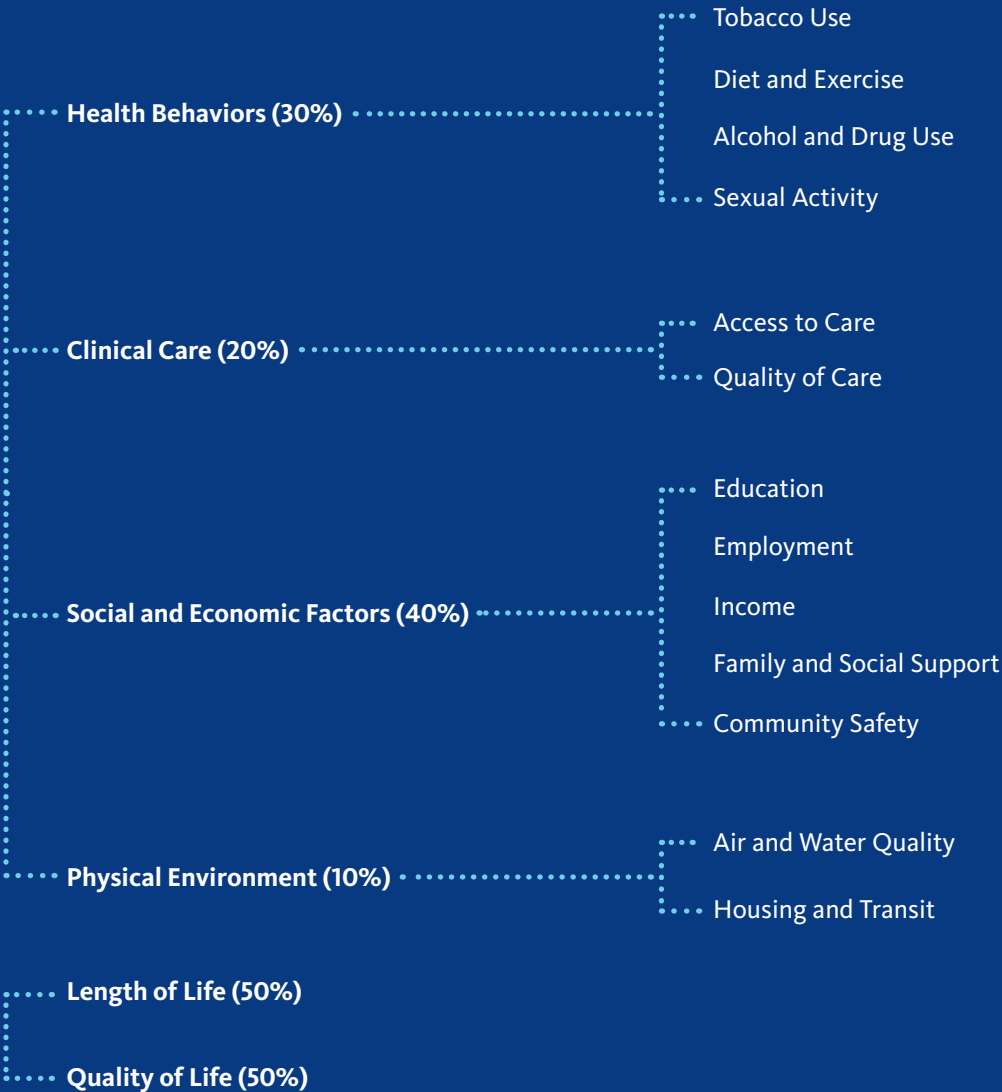 Tobacco Use
Diet and Exercise
Health Behaviors (30%)
Alcohol and Drug Use
Sexual Activity
Access to Care
Clinical Care (20%)
Quality of Care
Education
Employment
Income
Social and Economic Factors (40%)
Family and Social Support
Community Safety
Air and Water Quality
Physical Environment (10%)
Housing and Transit
Length of Life (50%)
Quality of Life (50%)